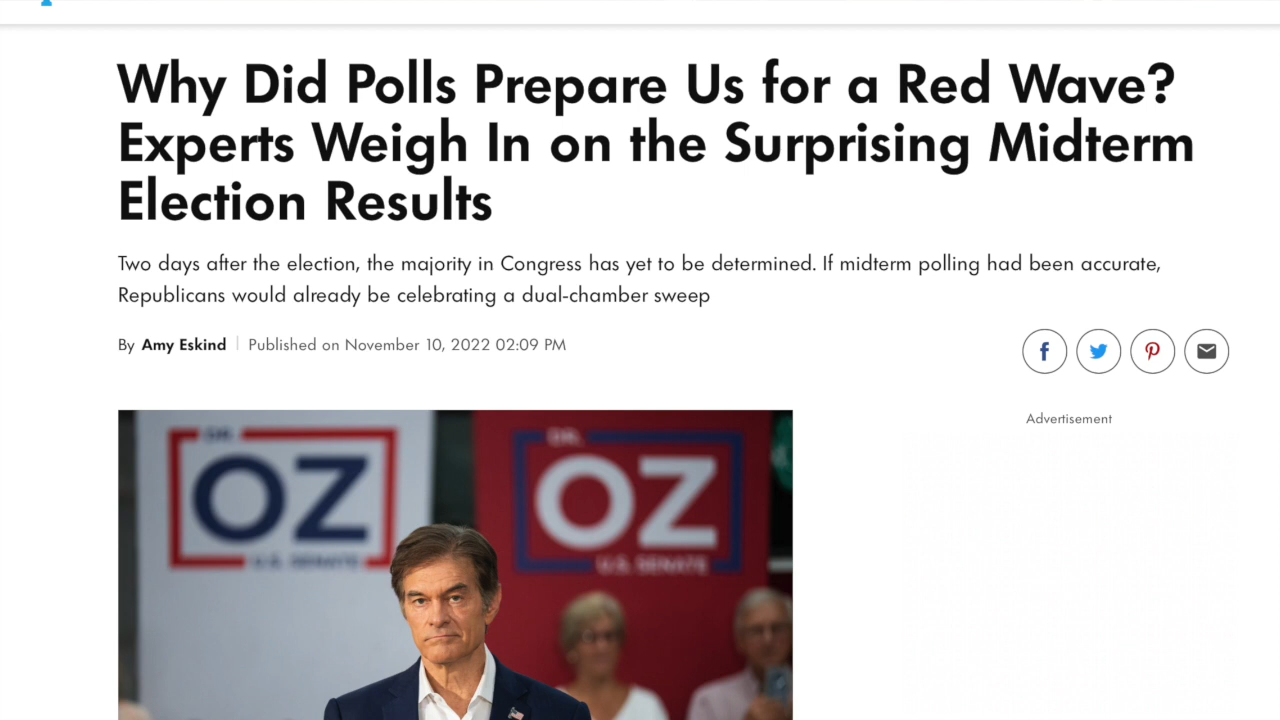 Why Did Polls Prepare Us for a Red Wave?
Experts Weigh In on the Surprising Midterm
Election Results
Two days after the election, the majority in Congress has yet to be determined. If midterm polling had been accurate,
Republicans would already be celebrating a dual-chamber sweep
By Amy Eskind Published on November 10, 2022 02:09 PM
Advertisement
DR. DR.
OZ OZ
U.S. SENATE U.S. SENATE